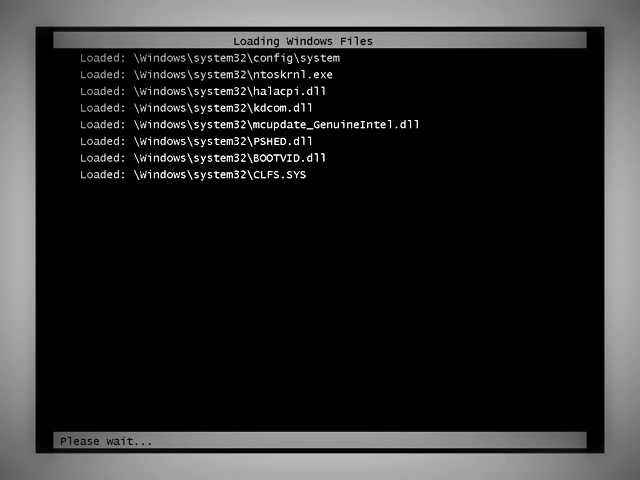 Loading Windows Files
Loaded: \Windows\system32\config\system
Loaded: \Windows\system32\ntoskrnl.exe
Loaded: \Windows\system32\halacpi.dll
Loaded: \Windows\system32\kdcom.dll
Loaded: \Windows\system32\mcupdate_GenuineIntel.dll
Loaded: \Windows\system32\PSHED.dll
Loaded: \Windows\system32\BOOTVID.dll
Loaded: \Windows\system32\CLFS.SYS
Please wait...